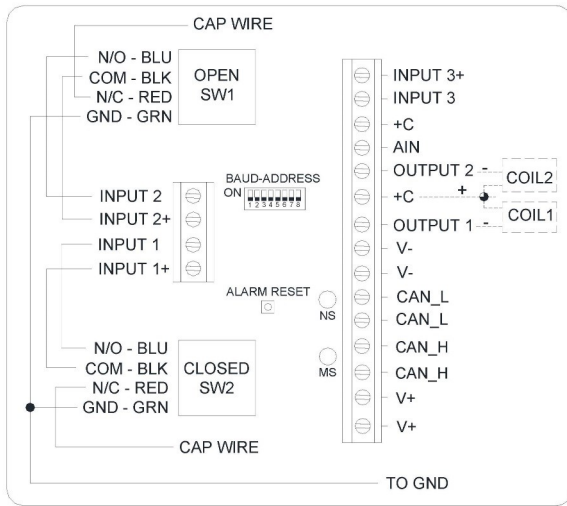 CAP WIRE
N/O - BLU
COM - BLK
N/C - RED
GND - GRN
OPEN
SW1
INPUT 2
INPUT 2+
INPUT 1
INPUT 1+
BAUD-ADDRESS
ON
1 2 3 4 5 6 7 8
ALARM RESET
NS
MS
N/O - BLU
COM - BLK
N/C - RED
GND - GRN
CLOSED
SW2
CAP WIRE
TO GND
INPUT 3+
INPUT 3
+C
AIN
OUTPUT 2 -
+C +
OUTPUT 1 -
COIL2
COIL1
V-
V-
CAN_L
CAN_L
CAN_H
CAN_H
V+
V+